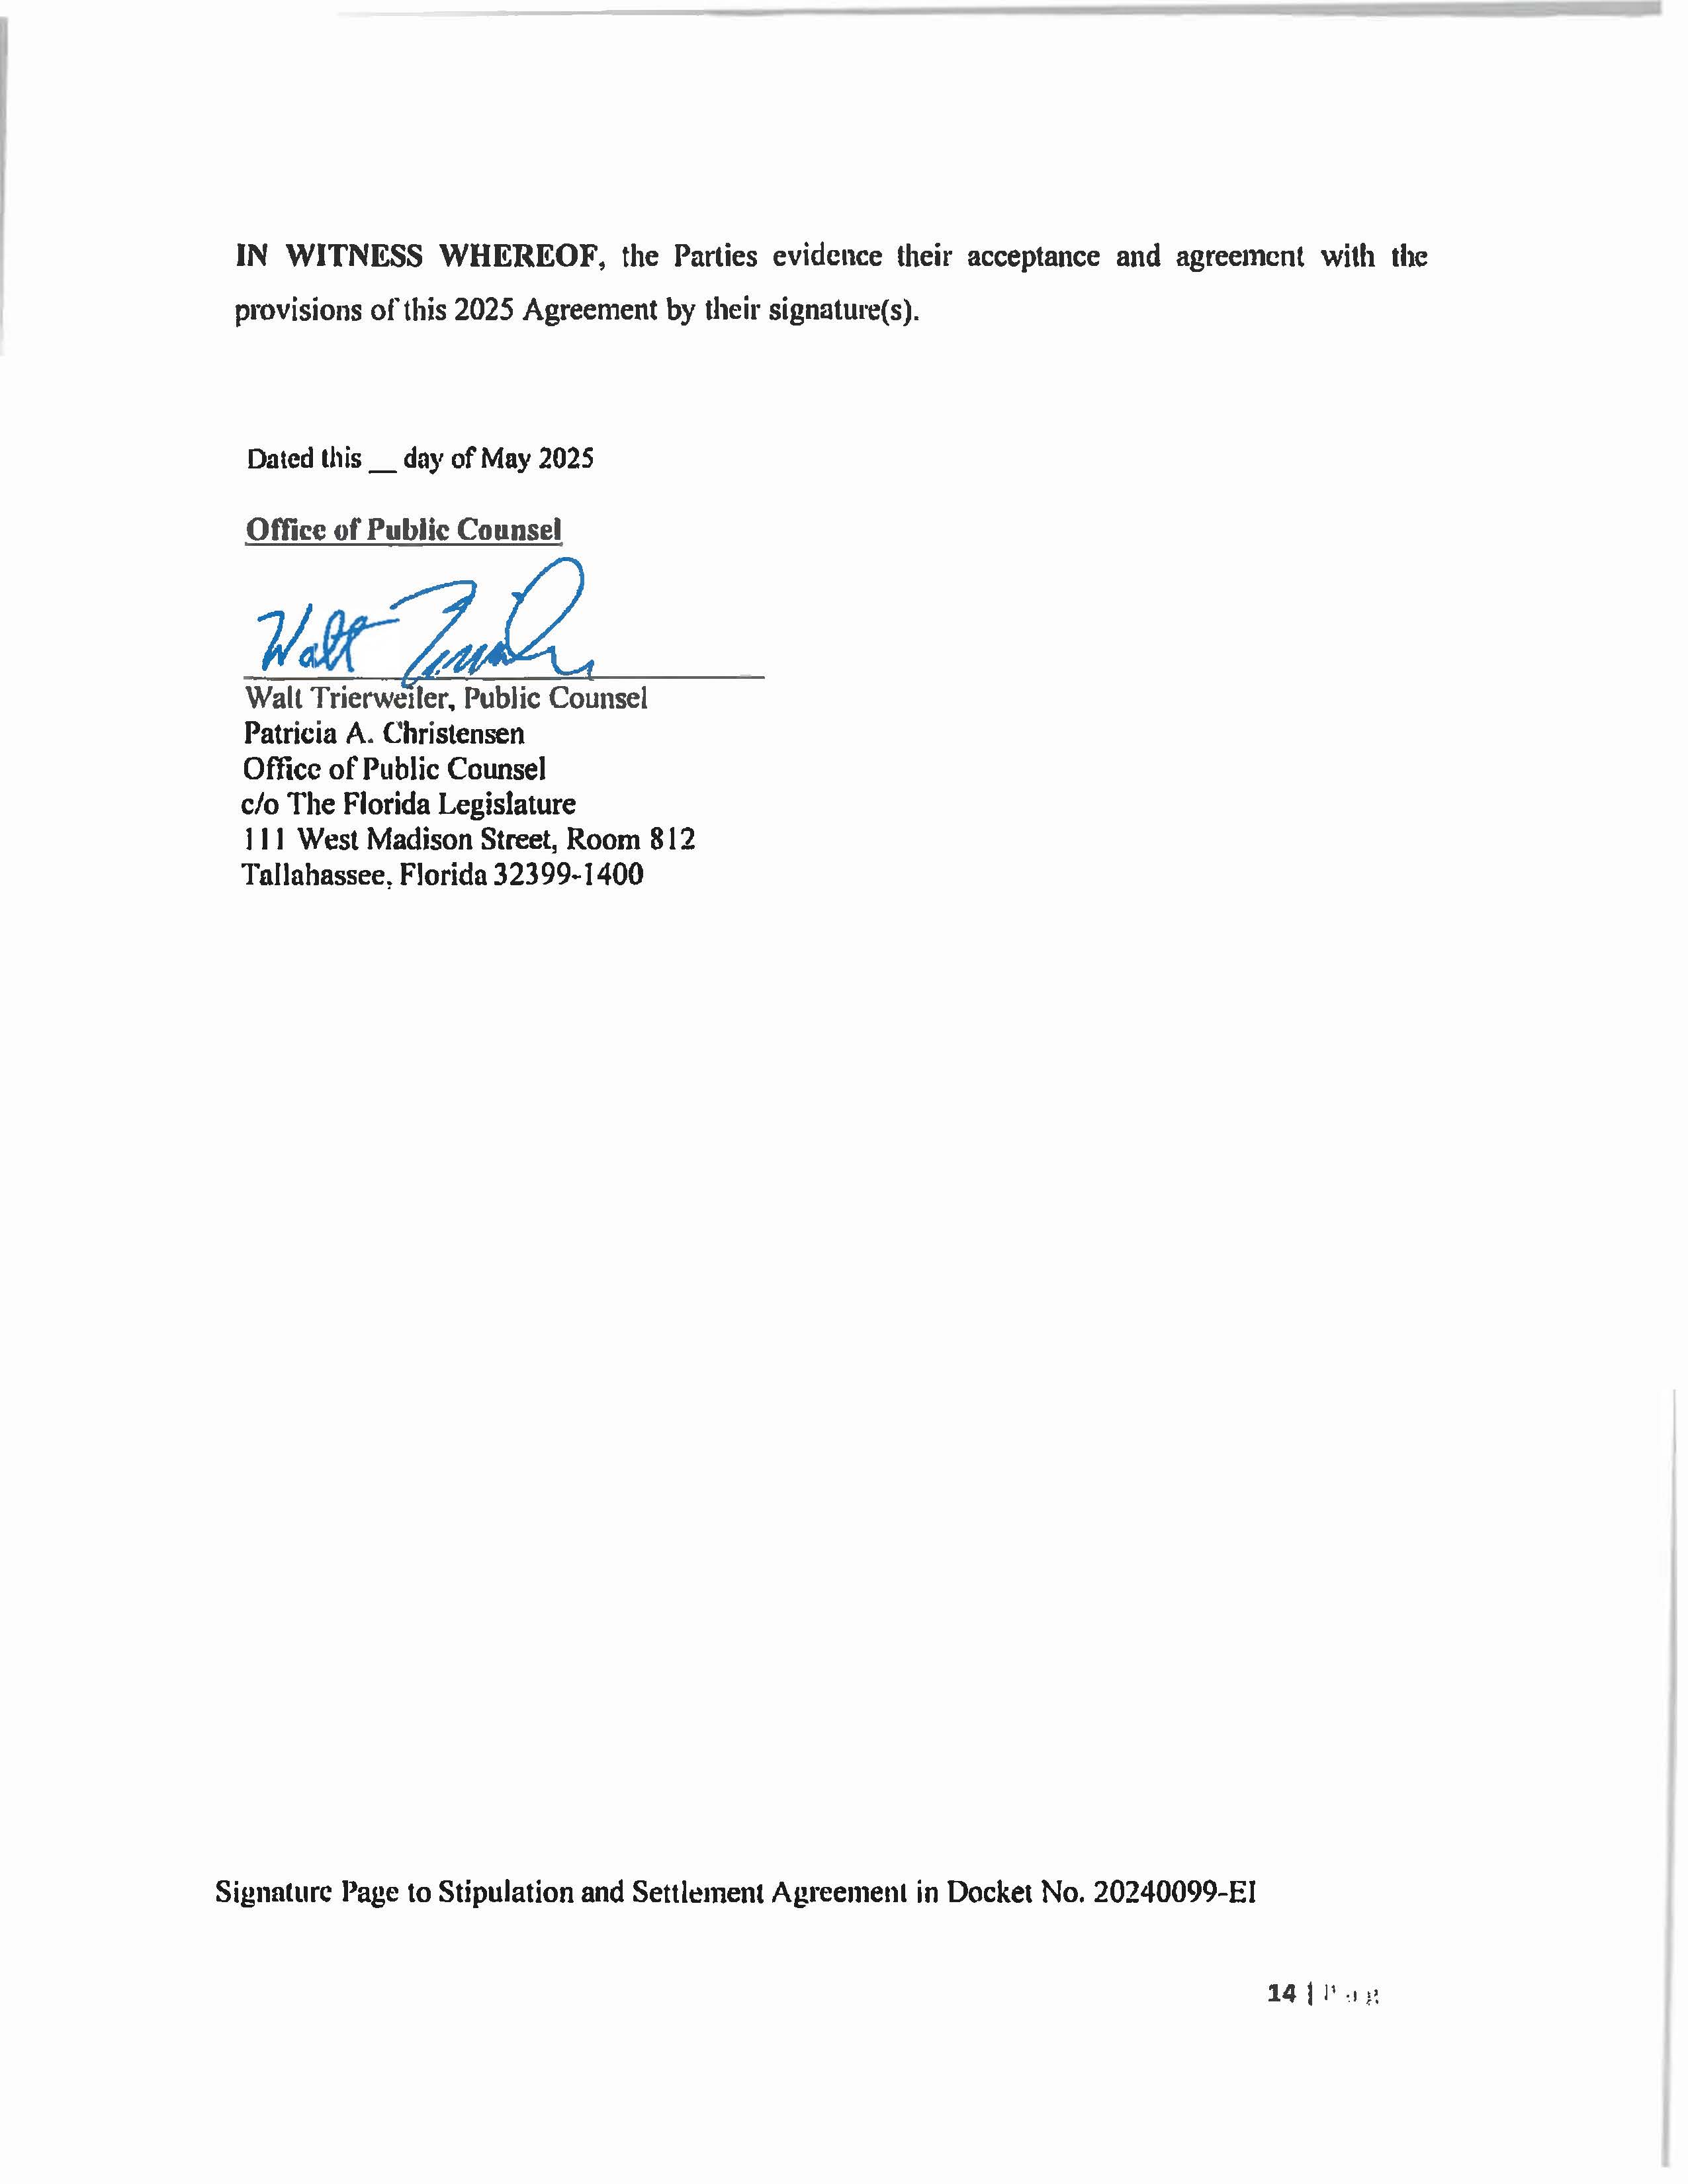 IN WITNESS WHEREOF, the Parties evidence their acceptance and agreement with the
provisions of this 2025 Agreement by their signature(s).
Dated this __ day of May 2025
Office of Public Counsel
Walt
Walt Trierweiler, Public Counsel
Patricia A. Christensen
Office of Public Counsel
c/o The Florida Legislature
111 West Madison Street, Room 812
Tallahassee, Florida 32399-1400
Signature Page to Stipulation and Settlement Agreement in Docket No. 20240099-EI
14 |